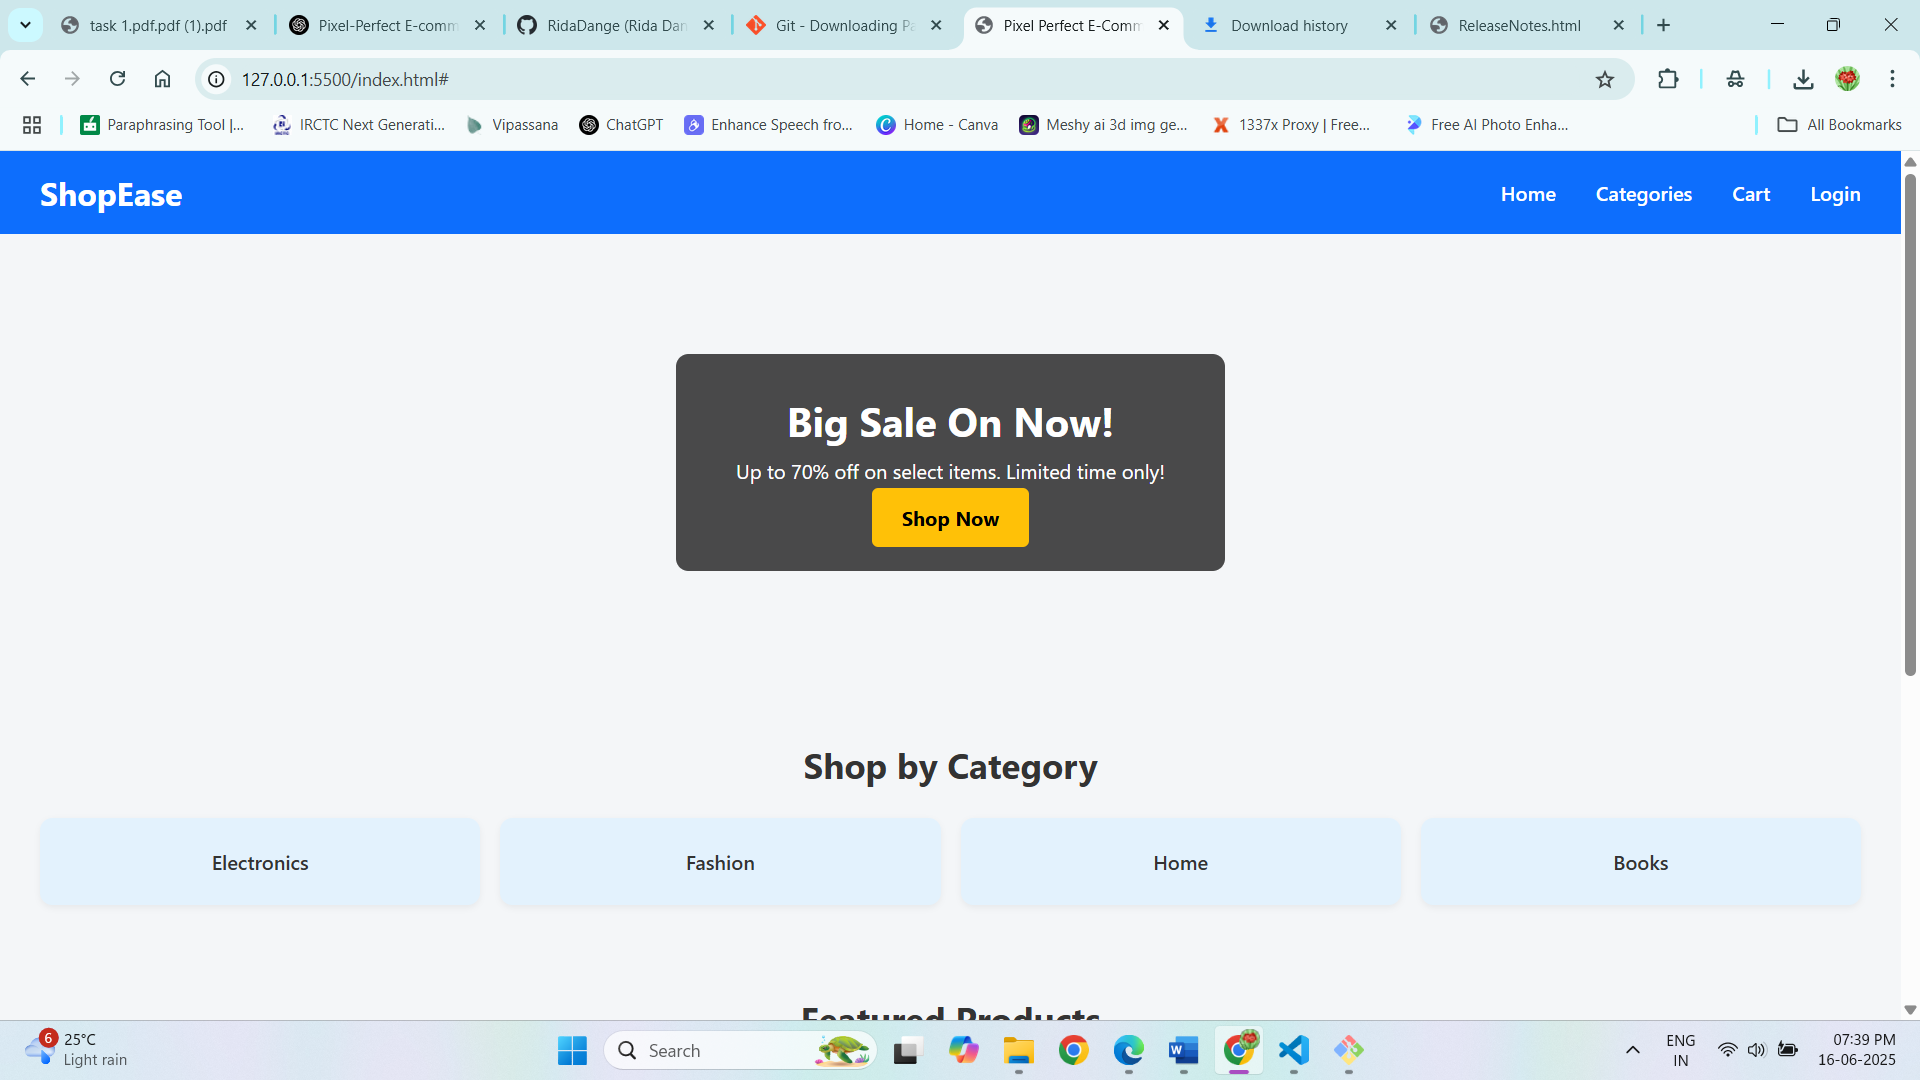 task 1.pdf.pdf (1).pdf
Pixel-Perfect E-comm
RidaDange (Rida Dan
Git - Downloading Pa
Pixel Perfect E-Comm
Download history
ReleaseNotes.html
127.0.0.1:5500/index.html#
Paraphrasing Tool |...
IRCTC Next Generati...
Vipassana
ChatGPT
Enhance Speech fro...
Home - Canva
Meshy ai 3d img ge...
1337x Proxy | Free...
Free AI Photo Enha...
All Bookmarks
ShopEase
Home
Categories
Cart
Login
Big Sale On Now!
Up to 70% off on select items. Limited time only!
Shop Now
Shop by Category
Electronics
Fashion
Home
Books
Featured Products
6
25°C
Light rain
Search
ENG
IN
07:39 PM
16-06-2025